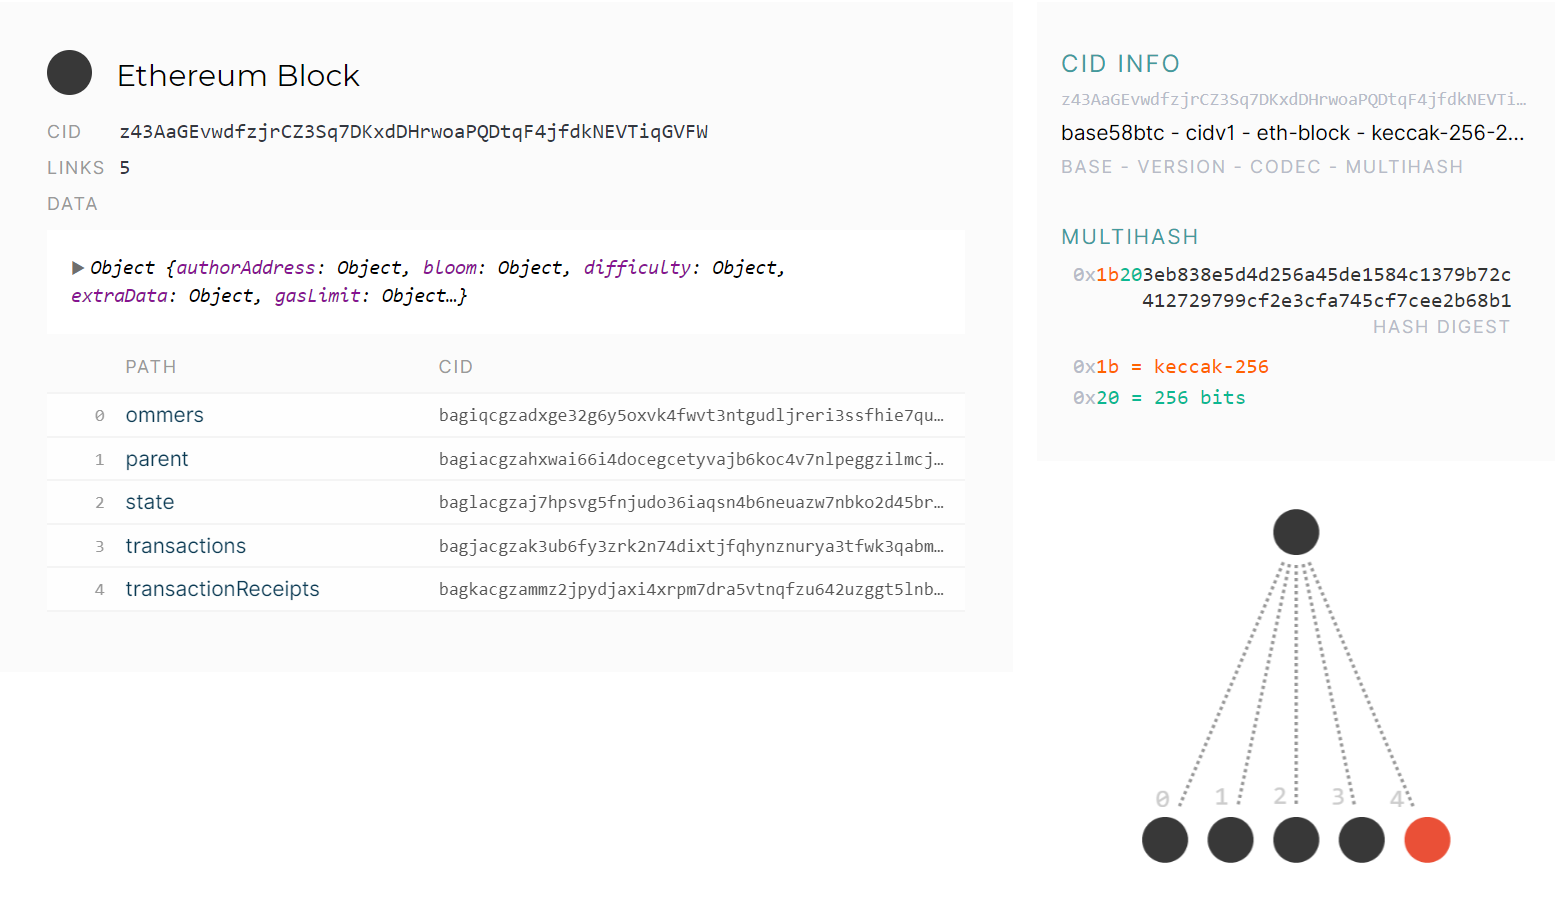 Ethereum Block
CID z43AaGEvwdfzjrCZ3Sq7DKxdDHrwoaPQDtqF4jfdkNEVTiqGVFW
LINKS 5
DATA
▶ Object {authorAddress: Object, bloom: Object, difficulty: Object,
extraData: Object, gasLimit: Object…}
PATH CID
0 ommers bagiqcgzadxge32g6y5oxvk4fwvt3ntgudljreri3ssfhie7qu…
1 parent bagiacgzahxwai66i4docegcetyvajb6koc4v7nlpeggzilmcj…
2 state baglacgzaj7hpsvg5fnjudo36iaqsn4b6neuazw7nbko2d45br…
3 transactions bagjacgzak3ub6fy3zrk2n74dixtjfqhynznurya3tfwk3qabm…
4 transactionReceipts bagkacgzammz2jpydjaxi4xrpm7dra5vtnqfzu642uzggt5lnb…
CID INFO
z43AaGEvwdfzjrCZ3Sq7DKxdDHrwoaPQDtqF4jfdkNEVTi…
base58btc - cidv1 - eth-block - keccak-256-2...
BASE - VERSION - CODEC - MULTIHASH
MULTIHASH
0x1b203eb838e5d4d256a45de1584c1379b72c
412729799cf2e3cfa745cf7cee2b68b1
HASH DIGEST
0x1b = keccak-256
0x20 = 256 bits
0 1 2 3 4